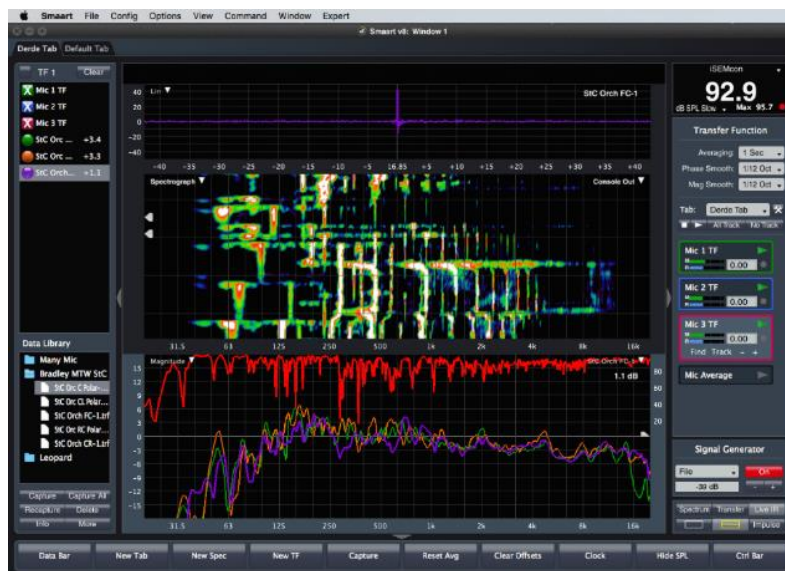 Smaart File Config Options View Command Window Expert
Smaart v8: Window 1
Derde Tab Default Tab
TF 1 Clear
Mic 1 TF
Mic 2 TF
Mic 3 TF
StC Orc ... +3.4
StC Orc ... +3.3
StC Orch... +1.1
Data Library
Many Mic
Bradley MTW StC
StC Orc C Polar-...
StC Orc CL Polar...
StC Orch FC-1.trf
StC Orc RC Polar...
StC Orch CR-1.trf
Leopard
Capture Capture All
Recapture Delete
Info More
Lin ▼ StC Orch FC-1
40
20
0
-20
-40
-40 -35 -30 -25 -20 -15 -10 -5 16.85 +5 +10 +15 +20 +25 +30 +35 +40
Spectrograph ▼ Console Out ▼
31.5 63 125 250 500 1k 2k 4k 8k 16k
Magnitude ▼ StC Orch FC-1
1.1 dB
15
12
9
6
3
0
-3
-6
-9
-12
-15
80
60
40
20
31.5 63 125 250 500 1k 2k 4k 8k 16k
iSEMcon
92.9
dB SPL Slow Max 95.7
Transfer Function
Averaging: 1 Sec
Phase Smooth: 1/12 Oct
Mag Smooth: 1/12 Oct
Tab: Derde Tab
All Track No Track
Mic 1 TF
M
R 0.00
Mic 2 TF
M
R 0.00
Mic 3 TF
M
R 0.00
Find Track - +
Mic Average
Signal Generator
File On
-39 dB - +
Spectrum Transfer Live IR
Impulse
Data Bar New Tab New Spec New TF Capture Reset Avg Clear Offsets Clock Hide SPL Ctrl Bar